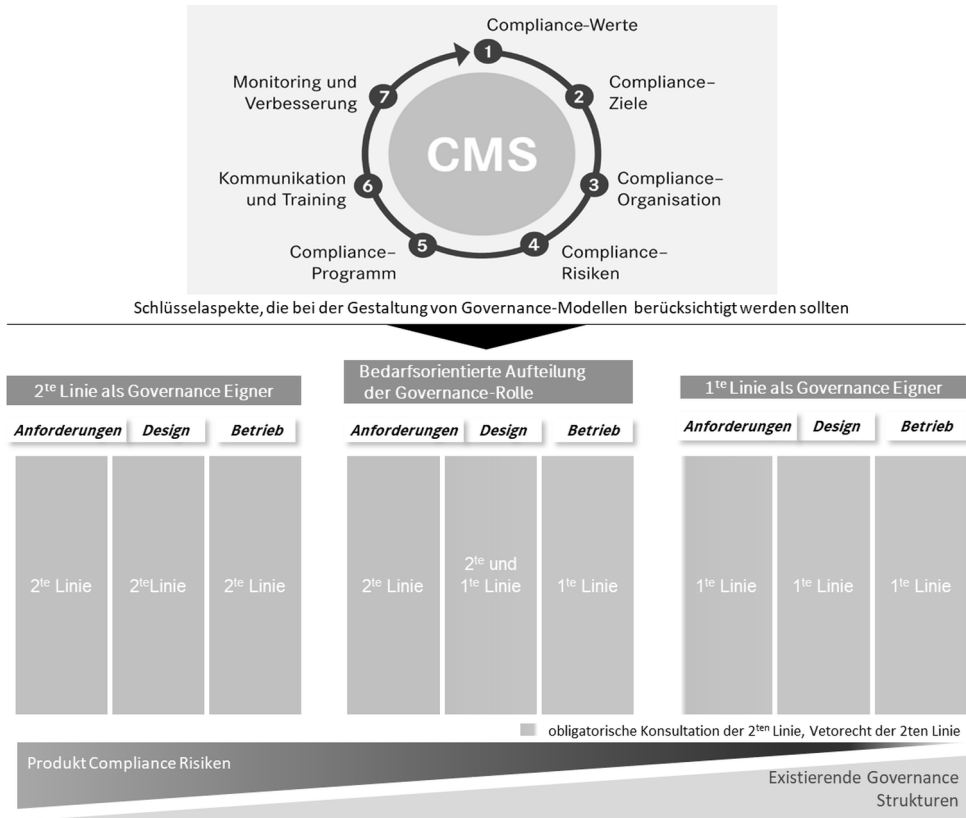 1 Compliance-Werte
2 Compliance-
Ziele
3 Compliance-
Organisation
4 Compliance-
Risiken
5 Compliance-
Programm
6 Kommunikation
und Training
7 Monitoring und
Verbesserung
CMS
Schlüsselaspekte, die bei der Gestaltung von Governance-Modellen berücksichtigt werden sollten
2te Linie als Governance Eigner
Anforderungen Design Betrieb
2te Linie 2teLinie 2te Linie
Bedarfsorientierte Aufteilung
der Governance-Rolle
Anforderungen Design Betrieb
2te Linie
2te und
1te Linie
1te Linie
1te Linie als Governance Eigner
Anforderungen Design Betrieb
1te Linie 1te Linie 1te Linie
obligatorische Konsultation der 2ten Linie, Vetorecht der 2ten Linie
Produkt Compliance Risiken
Existierende Governance
Strukturen